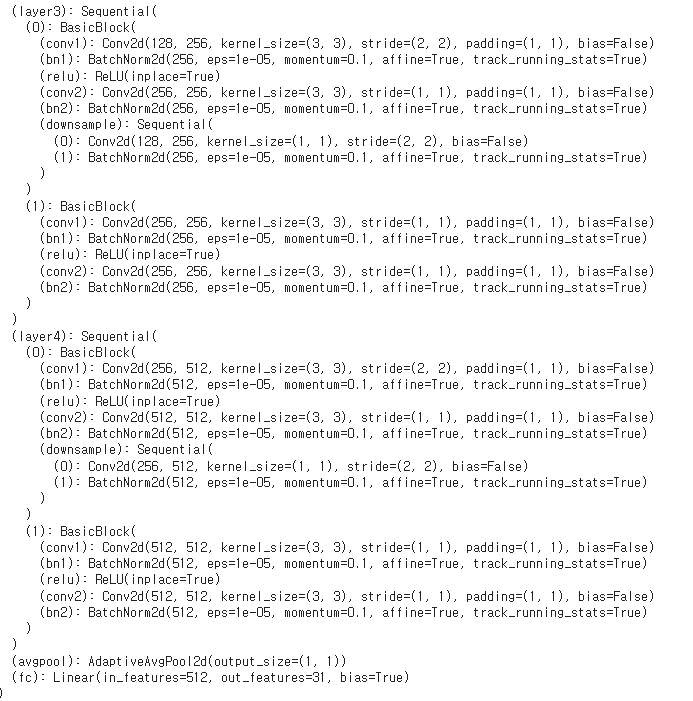 (layer3): Sequential(
(0): BasicBlock(
(conv1): Conv2d(128, 256, kernel_size=(3, 3), stride=(2, 2), padding=(1, 1), bias=False)
(bn1): BatchNorm2d(256, eps=1e-05, momentum=0.1, affine=True, track_running_stats=True)
(relu): ReLU(inplace=True)
(conv2): Conv2d(256, 256, kernel_size=(3, 3), stride=(1, 1), padding=(1, 1), bias=False)
(bn2): BatchNorm2d(256, eps=1e-05, momentum=0.1, affine=True, track_running_stats=True)
(downsample): Sequential(
(0): Conv2d(128, 256, kernel_size=(1, 1), stride=(2, 2), bias=False)
(1): BatchNorm2d(256, eps=1e-05, momentum=0.1, affine=True, track_running_stats=True)
)
)
(1): BasicBlock(
(conv1): Conv2d(256, 256, kernel_size=(3, 3), stride=(1, 1), padding=(1, 1), bias=False)
(bn1): BatchNorm2d(256, eps=1e-05, momentum=0.1, affine=True, track_running_stats=True)
(relu): ReLU(inplace=True)
(conv2): Conv2d(256, 256, kernel_size=(3, 3), stride=(1, 1), padding=(1, 1), bias=False)
(bn2): BatchNorm2d(256, eps=1e-05, momentum=0.1, affine=True, track_running_stats=True)
)
)
(layer4): Sequential(
(0): BasicBlock(
(conv1): Conv2d(256, 512, kernel_size=(3, 3), stride=(2, 2), padding=(1, 1), bias=False)
(bn1): BatchNorm2d(512, eps=1e-05, momentum=0.1, affine=True, track_running_stats=True)
(relu): ReLU(inplace=True)
(conv2): Conv2d(512, 512, kernel_size=(3, 3), stride=(1, 1), padding=(1, 1), bias=False)
(bn2): BatchNorm2d(512, eps=1e-05, momentum=0.1, affine=True, track_running_stats=True)
(downsample): Sequential(
(0): Conv2d(256, 512, kernel_size=(1, 1), stride=(2, 2), bias=False)
(1): BatchNorm2d(512, eps=1e-05, momentum=0.1, affine=True, track_running_stats=True)
)
)
(1): BasicBlock(
(conv1): Conv2d(512, 512, kernel_size=(3, 3), stride=(1, 1), padding=(1, 1), bias=False)
(bn1): BatchNorm2d(512, eps=1e-05, momentum=0.1, affine=True, track_running_stats=True)
(relu): ReLU(inplace=True)
(conv2): Conv2d(512, 512, kernel_size=(3, 3), stride=(1, 1), padding=(1, 1), bias=False)
(bn2): BatchNorm2d(512, eps=1e-05, momentum=0.1, affine=True, track_running_stats=True)
)
)
(avgpool): AdaptiveAvgPool2d(output_size=(1, 1))
(fc): Linear(in_features=512, out_features=31, bias=True)
)